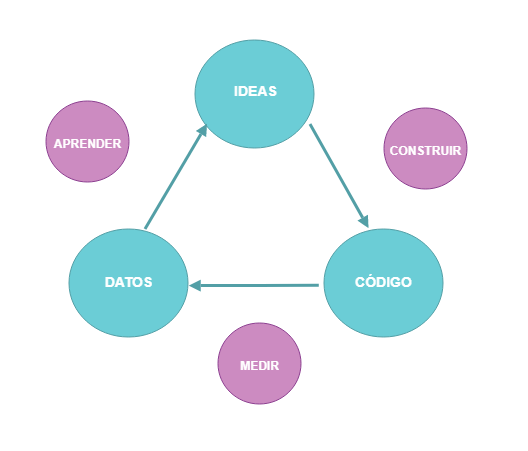 IDEAS
APRENDER
CONSTRUIR
DATOS
CÓDIGO
MEDIR